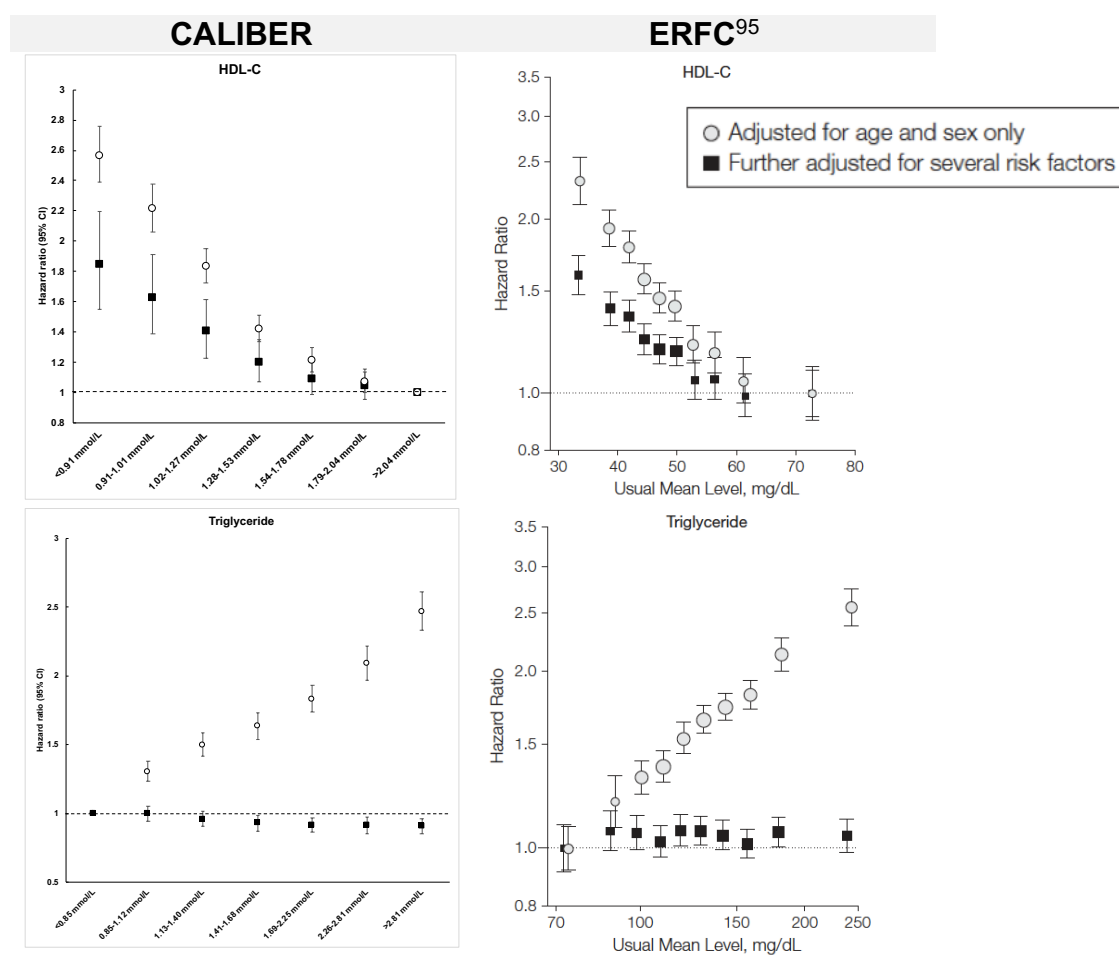 CALIBER
ERFC95
HDL-C
3
2.8
2.6
2.4
2.2
2
1.8
1.6
1.4
1.2
1
0.8
Hazard ratio (95% CI)
<0.91 mmol/L
0.91-1.01 mmol/L
1.02-1.27 mmol/L
1.28-1.53 mmol/L
1.54-1.78 mmol/L
1.79-2.04 mmol/L
>2.04 mmol/L
HDL-C
3.5
3.0
2.5
2.0
1.5
1.0
0.8
Hazard Ratio
Adjusted for age and sex only
Further adjusted for several risk factors
30 40 50 60 70 80
Usual Mean Level, mg/dL
Triglyceride
3
2.5
2
1.5
1
0.5
Hazard ratio (95% CI)
<0.85 mmol/L
0.85-1.12 mmol/L
1.13-1.40 mmol/L
1.41-1.68 mmol/L
1.69-2.25 mmol/L
2.26-2.81 mmol/L
>2.81 mmol/L
Triglyceride
3.5
3.0
2.5
2.0
1.5
1.0
0.8
Hazard Ratio
70 100 150 200 250
Usual Mean Level, mg/dL